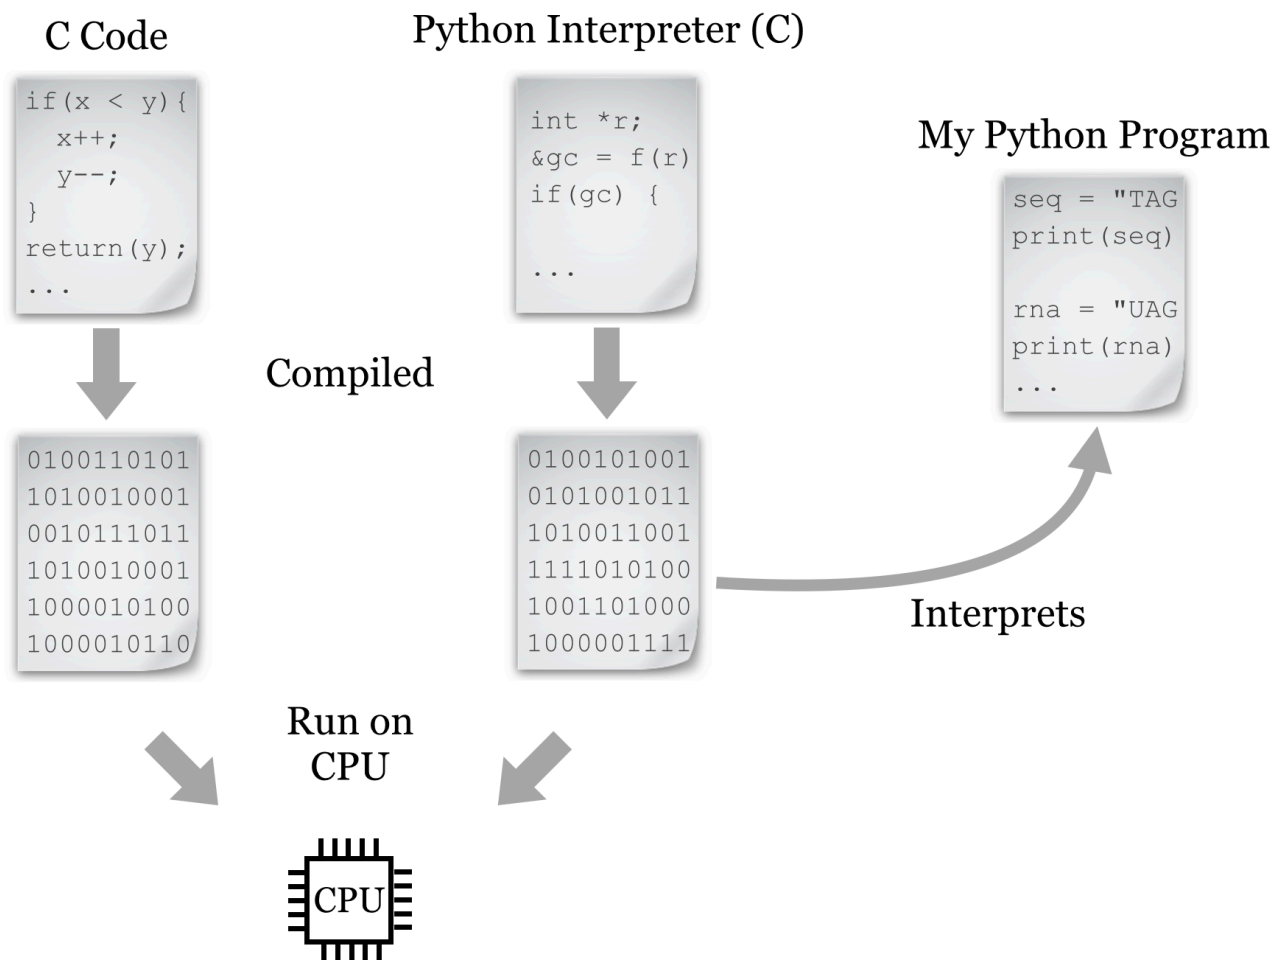 C Code
if(x < y){
x++;
y--;
}
return(y);
...
Python Interpreter (C)
int *r;
&gc = f(r)
if(gc) {
...
My Python Program
seq = "TAG
print(seq)
rna = "UAG
print(rna)
...
Compiled
0100110101
1010010001
0010111011
1010010001
1000010100
1000010110
0100101001
0101001011
1010011001
1111010100
1001101000
1000001111
Interprets
Run on
CPU
CPU